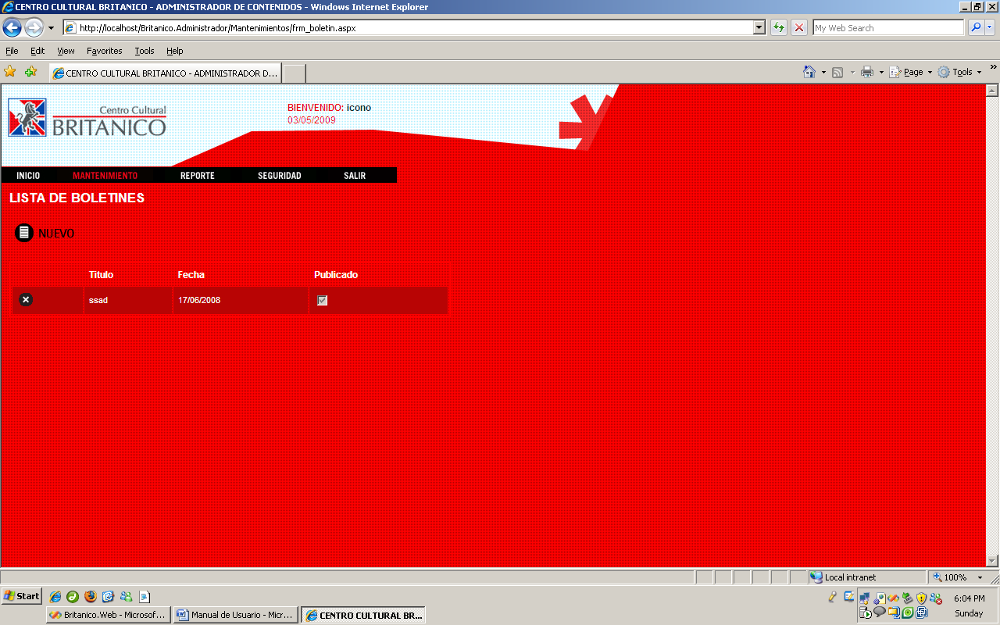 CENTRO CULTURAL BRITANICO - ADMINISTRADOR DE CONTENIDOS - Windows Internet Explorer
http://localhost/Britanico.Administrador/Mantenimientos/frm_boletin.aspx
My Web Search
File Edit View Favorites Tools Help
CENTRO CULTURAL BRITANICO - ADMINISTRADOR D...
Page Tools
Centro Cultural
BRITANICO
BIENVENIDO: icono
03/05/2009
INICIO MANTENIMIENTO REPORTE SEGURIDAD SALIR
LISTA DE BOLETINES
NUEVO
Titulo Fecha Publicado
ssad 17/06/2008
Local intranet 100%
Start
6:04 PM
Britanico.Web - Microsof... Manual de Usuario - Micr... CENTRO CULTURAL BR...
Sunday